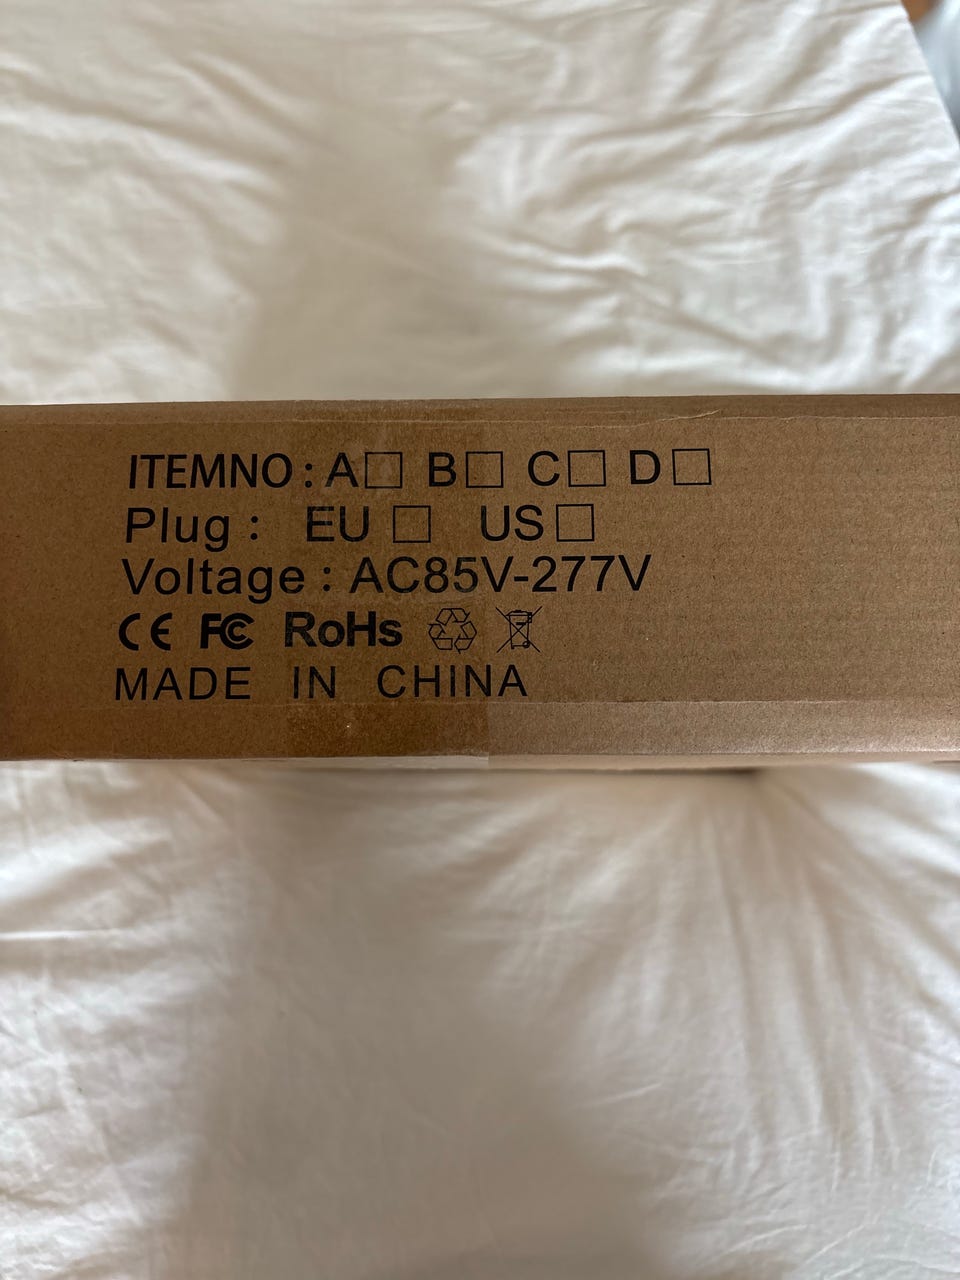 ITEMNO: A□ B□ C□ D□
Plug: EU □ US□
Voltage: AC85V-277V
CE FC RoHs
MADE IN CHINA